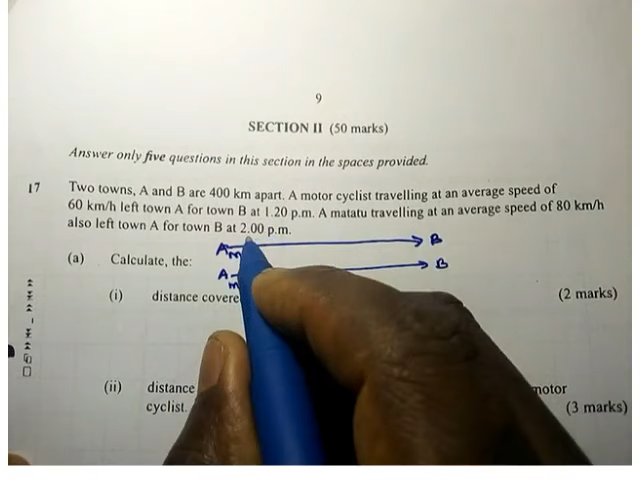 9
SECTION II (50 marks)
Answer only five questions in this section in the spaces provided.
17 Two towns, A and B are 400 km apart. A motor cyclist travelling at an average speed of
60 km/h left town A for town B at 1.20 p.m. A matatu travelling at an average speed of 80 km/h
also left town A for town B at 2.00 p.m.
A B
m
(a) Calculate, the:
A B
m
(i) distance (2 marks)
(ii) distance motor
cyclist. (3 marks)